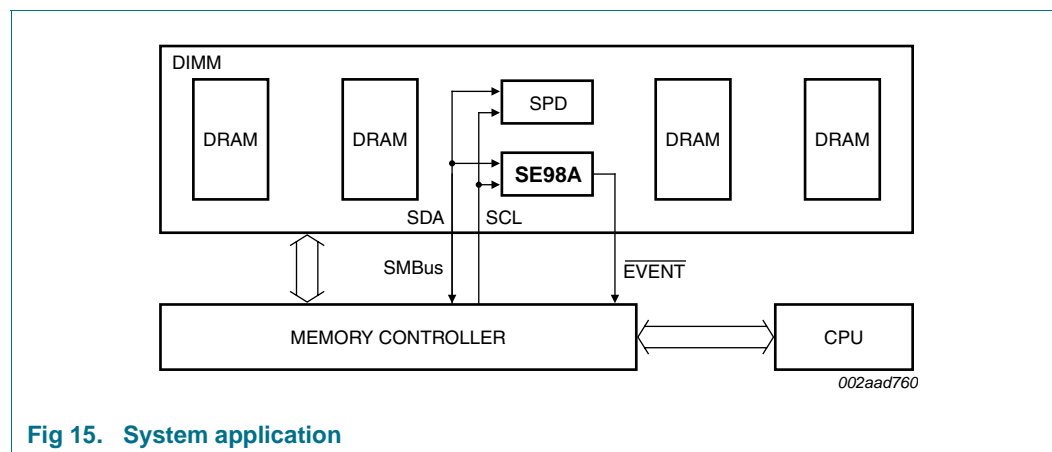 DIMM
DRAM
DRAM
SPD
SE98A
DRAM
DRAM
SDA
SCL
SMBus
EVENT
MEMORY CONTROLLER
CPU
002aad760
Fig 15. System application